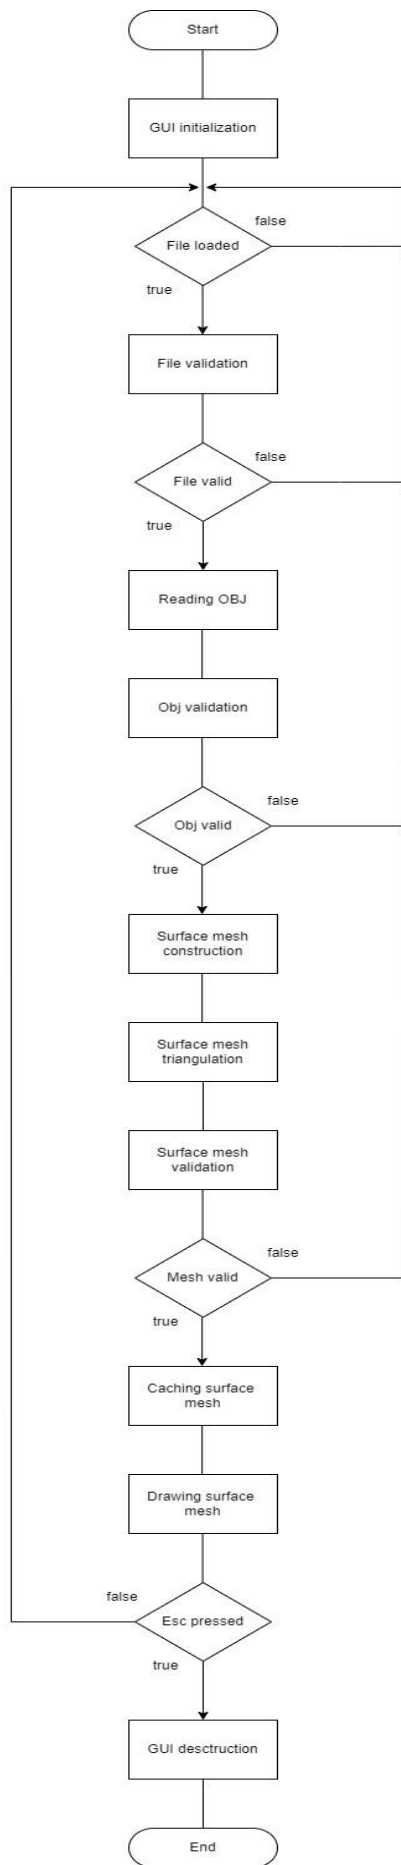 Start
GUI initialization
false
File loaded
true
File validation
false
File valid
true
Reading OBJ
Obj validation
false
Obj valid
true
Surface mesh
construction
Surface mesh
triangulation
Surface mesh
validation
false
Mesh valid
true
Caching surface
mesh
Drawing surface
mesh
false
Esc pressed
true
GUI desctruction
End